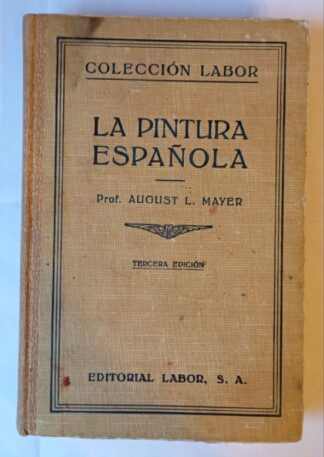 COLECCIÓN LABOR
LA PINTURA
ESPAÑOLA
Prof. AUGUST L. MAYER
TERCERA EDICIÓN
EDITORIAL LABOR, S. A.